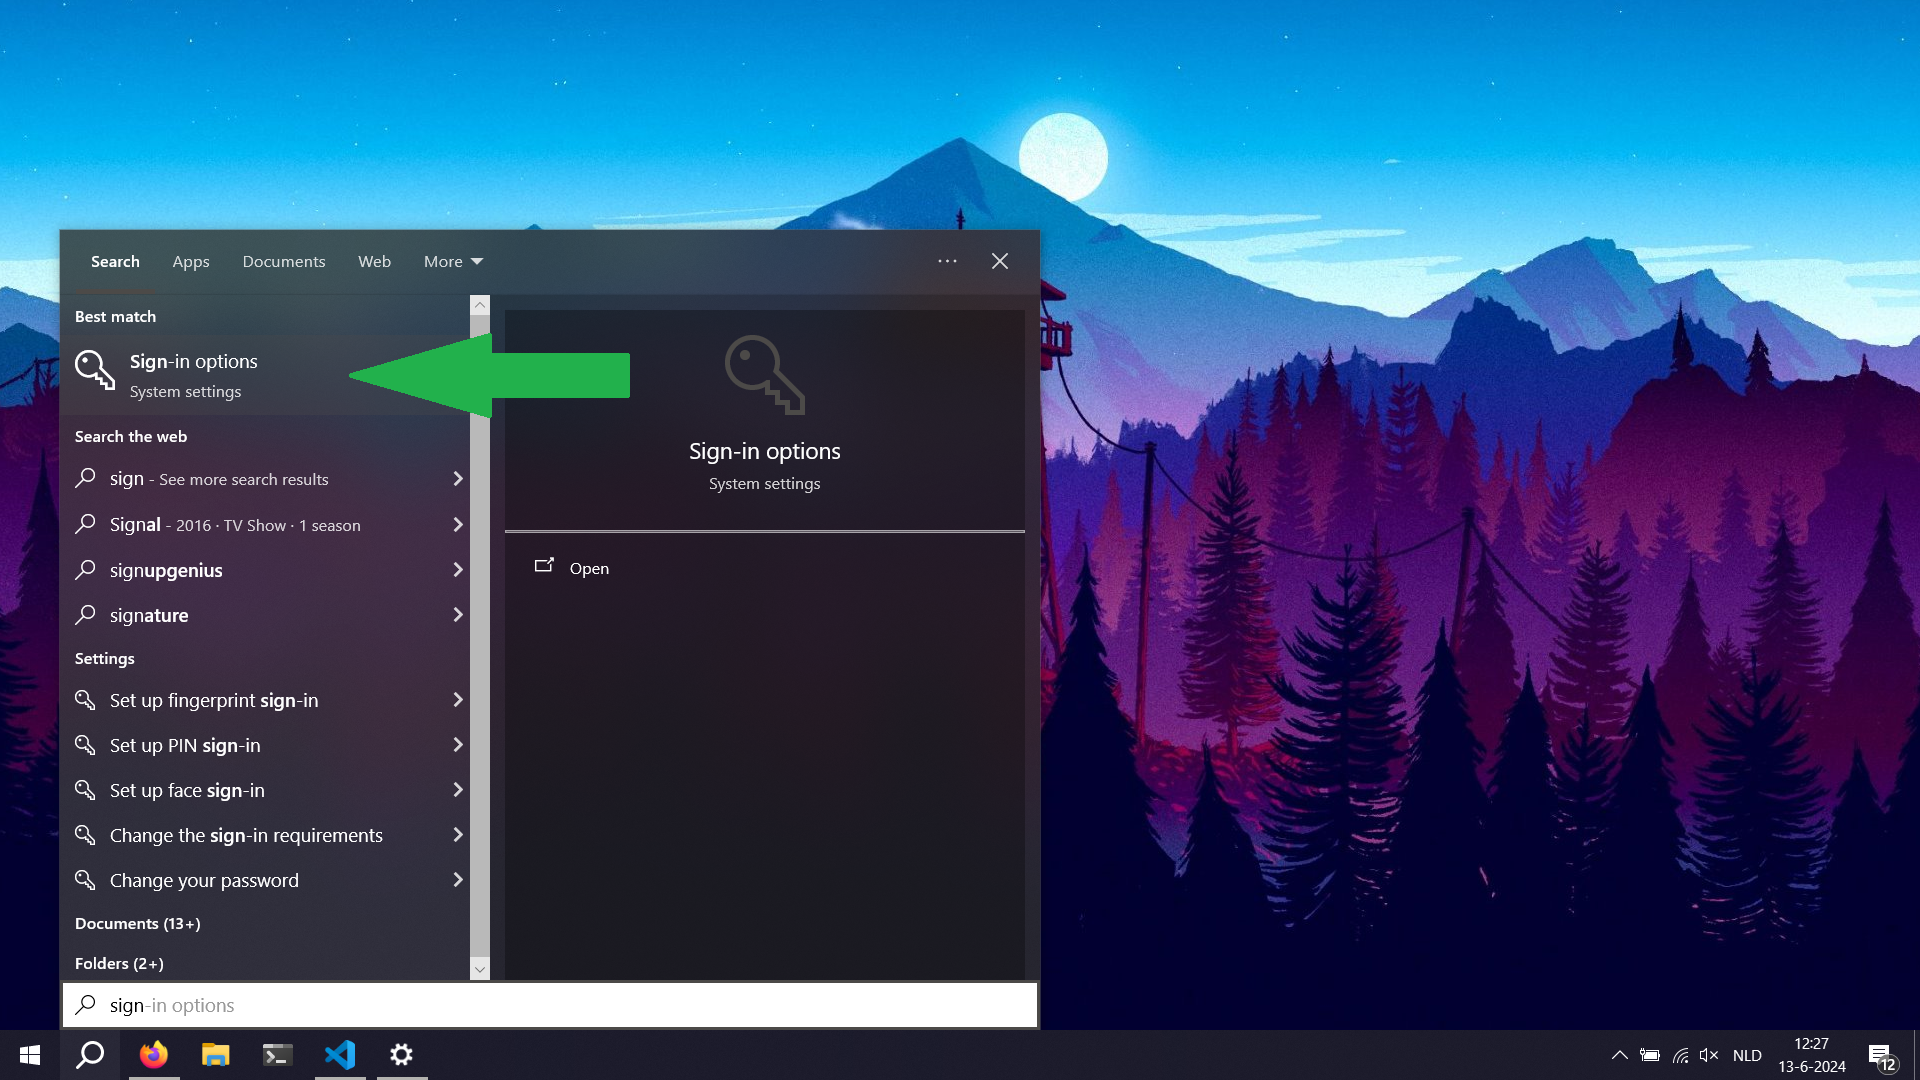 Search Apps Documents Web More
Best match
Sign-in options
System settings
Search the web
sign - See more search results
Signal - 2016 · TV Show · 1 season
signupgenius
signature
Settings
Set up fingerprint sign-in
Set up PIN sign-in
Set up face sign-in
Change the sign-in requirements
Change your password
Documents (13+)
Folders (2+)
Sign-in options
System settings
Open
sign-in options
NLD
12:27
13-6-2024
12